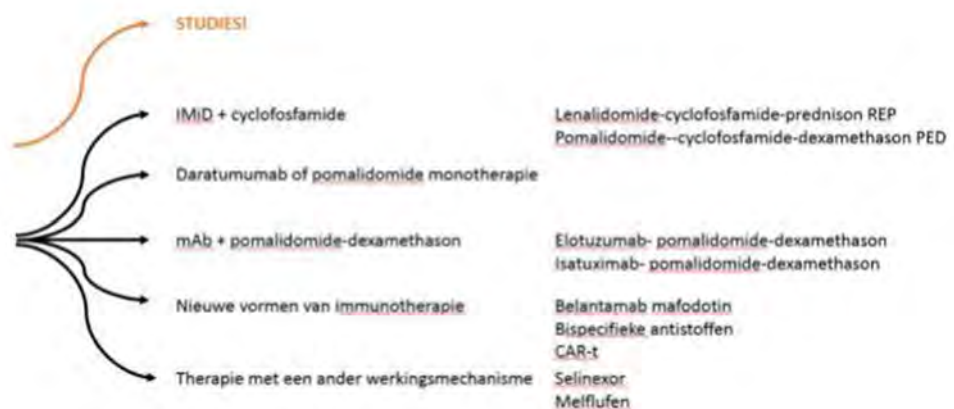 STUDIES!
IMiD + cyclofosfamide
Lenalidomide-cyclofosfamide-prednison REP
Pomalidomide--cyclofosfamide-dexamethason PED
Daratumumab of pomalidomide monotherapie
mAb + pomalidomide-dexamethason
Elotuzumab- pomalidomide-dexamethason
Isatuximab- pomalidomide-dexamethason
Nieuwe vormen van immunotherapie
Belantamab mafodotin
Bispecifieke antistoffen
CAR-t
Therapie met een ander werkingsmechanisme
Selinexor
Melflufen